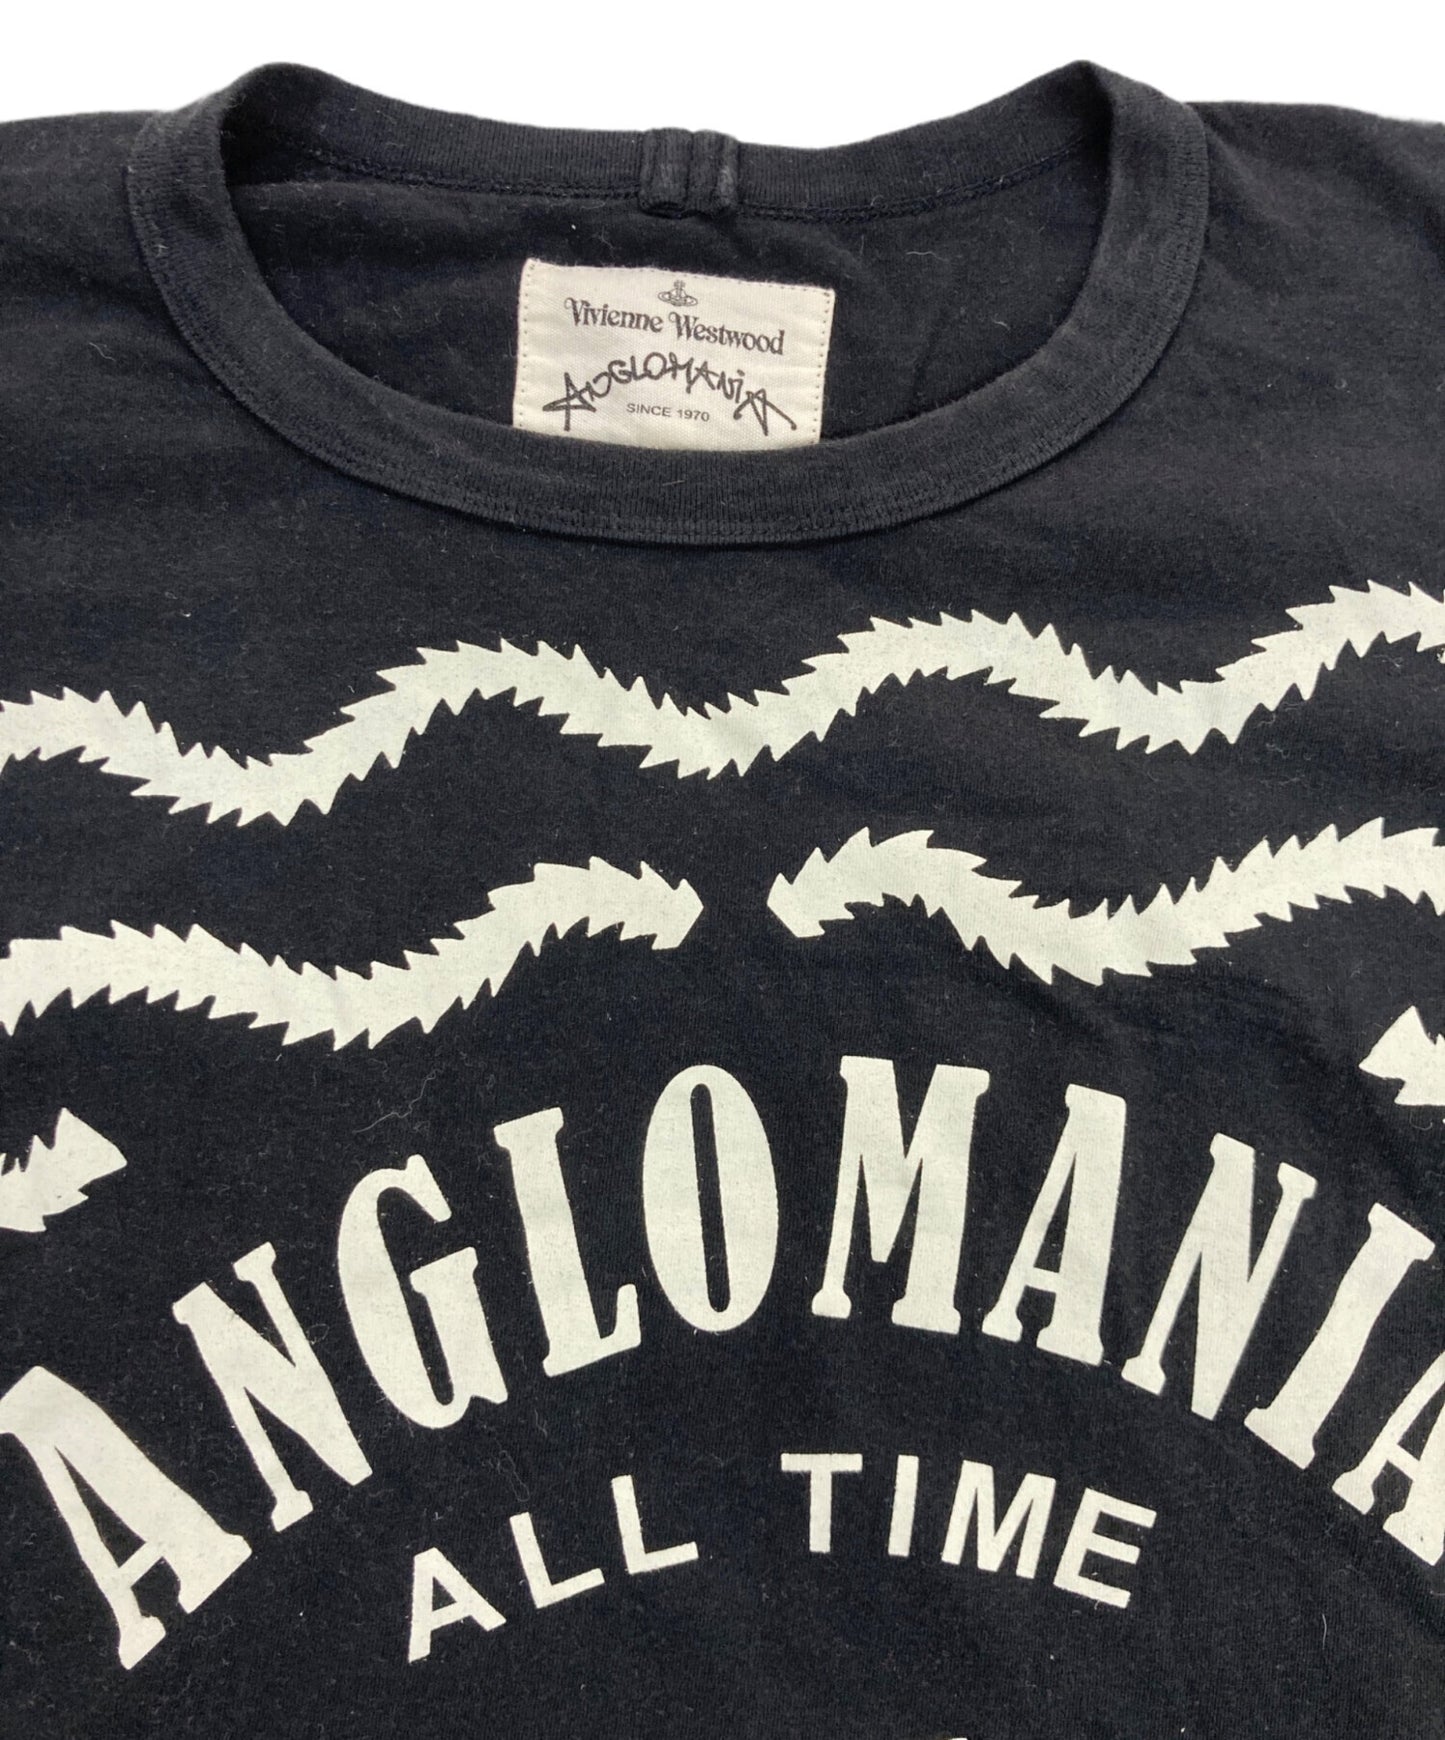 Vivienne Westwood
ANGLOMANIA
SINCE 1970
ANGLOMANIA
ALL TIME